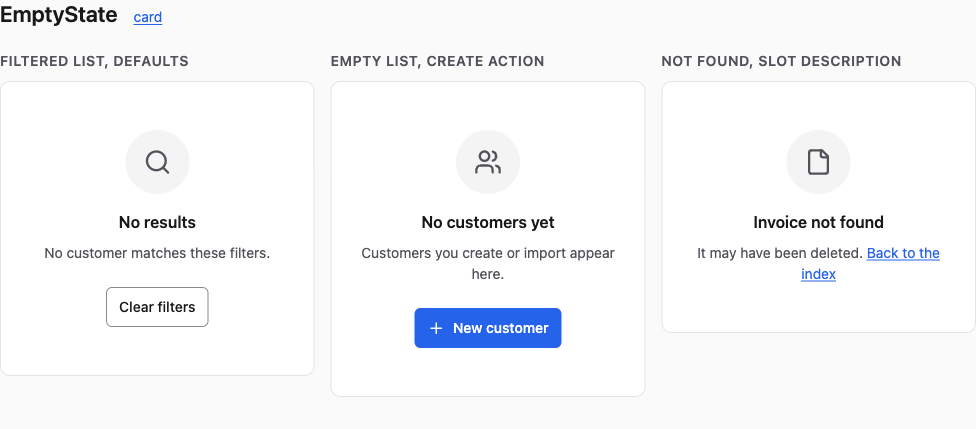 EmptyState card
FILTERED LIST, DEFAULTS
No results
No customer matches these filters.
Clear filters
EMPTY LIST, CREATE ACTION
No customers yet
Customers you create or import appear
here.
New customer
NOT FOUND, SLOT DESCRIPTION
Invoice not found
It may have been deleted. Back to the
index